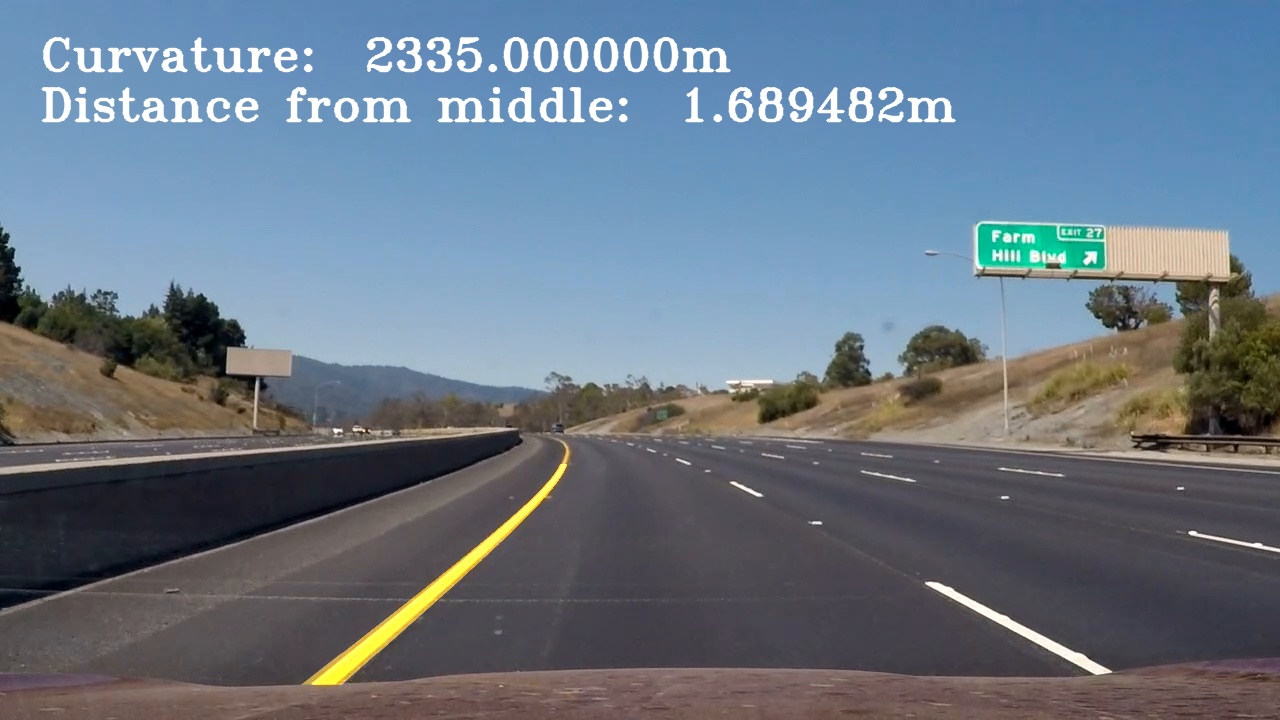 Curvature: 2335.000000m
Distance from middle: 1.689482m
EXIT 27
Farm
Hill Blvd